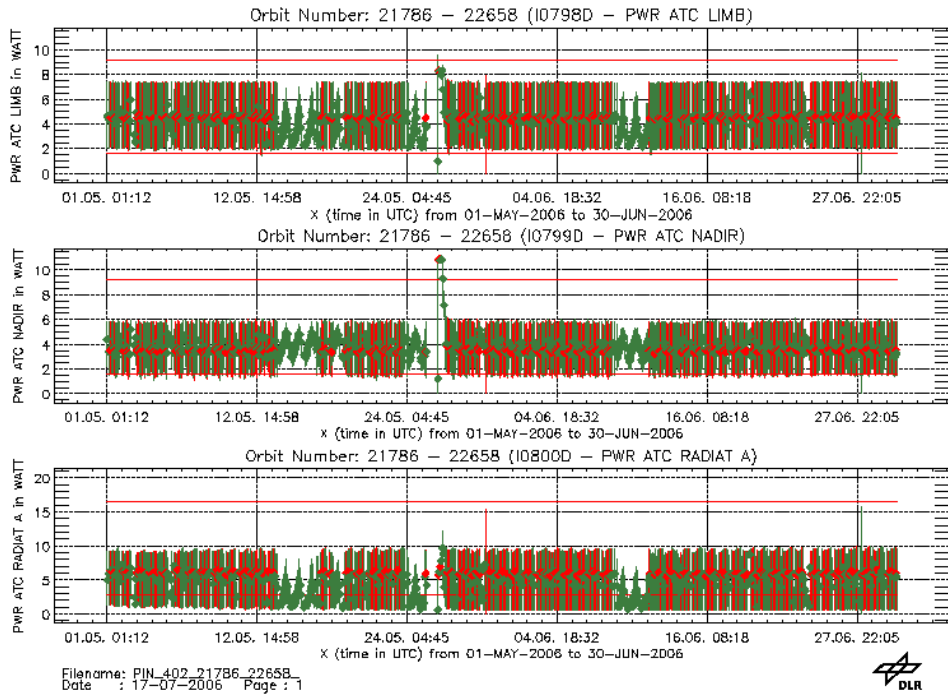 Orbit Number: 21786 – 22658 (I0798D – PWR ATC LIMB)
PWR ATC LIMB in WATT
10
8
6
4
2
0
01.05. 01:12 12.05. 14:58 24.05. 04:45 04.06. 18:32 16.06. 08:18 27.06. 22:05
X (time in UTC) from 01–MAY–2006 to 30–JUN–2006
Orbit Number: 21786 – 22658 (I0799D – PWR ATC NADIR)
PWR ATC NADIR in WATT
10
8
6
4
2
0
01.05. 01:12 12.05. 14:58 24.05. 04:45 04.06. 18:32 16.06. 08:18 27.06. 22:05
X (time in UTC) from 01–MAY–2006 to 30–JUN–2006
Orbit Number: 21786 – 22658 (I0800D – PWR ATC RADIAT A)
PWR ATC RADIAT A in WATT
20
15
10
5
0
01.05. 01:12 12.05. 14:58 24.05. 04:45 04.06. 18:32 16.06. 08:18 27.06. 22:05
X (time in UTC) from 01–MAY–2006 to 30–JUN–2006
Filename: PIN_402_21786_22658_
Date : 17–07–2006 Page : 1
DLR